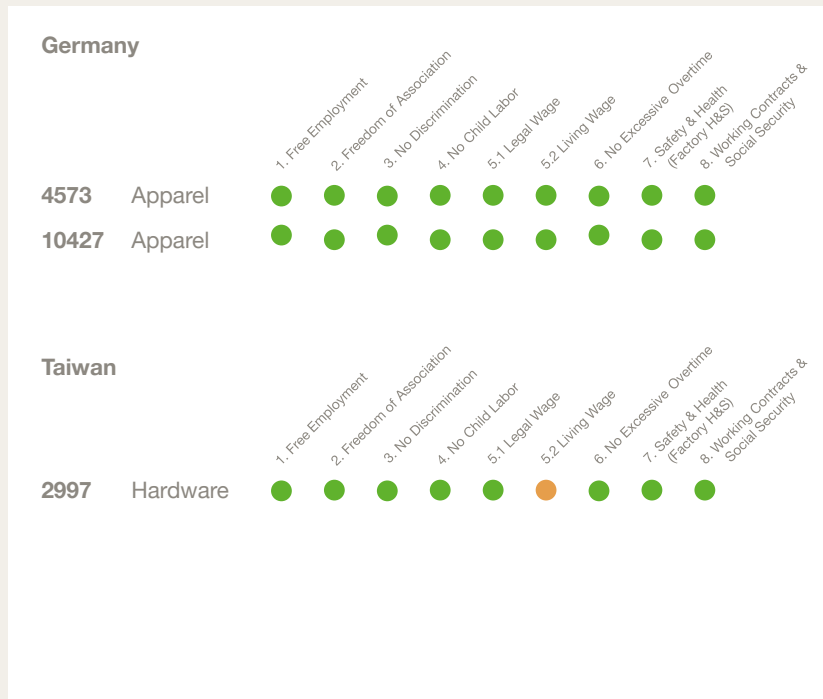 Germany
1. Free Employment
2. Freedom of Association
3. No Discrimination
4. No Child Labor
5.1 Legal Wage
5.2 Living Wage
6. No Excessive Overtime
7. Safety & Health
(Factory H&S)
8. Working Contracts &
Social Security
4573 Apparel
10427 Apparel
Taiwan
1. Free Employment
2. Freedom of Association
3. No Discrimination
4. No Child Labor
5.1 Legal Wage
5.2 Living Wage
6. No Excessive Overtime
7. Safety & Health
(Factory H&S)
8. Working Contracts &
Social Security
2997 Hardware